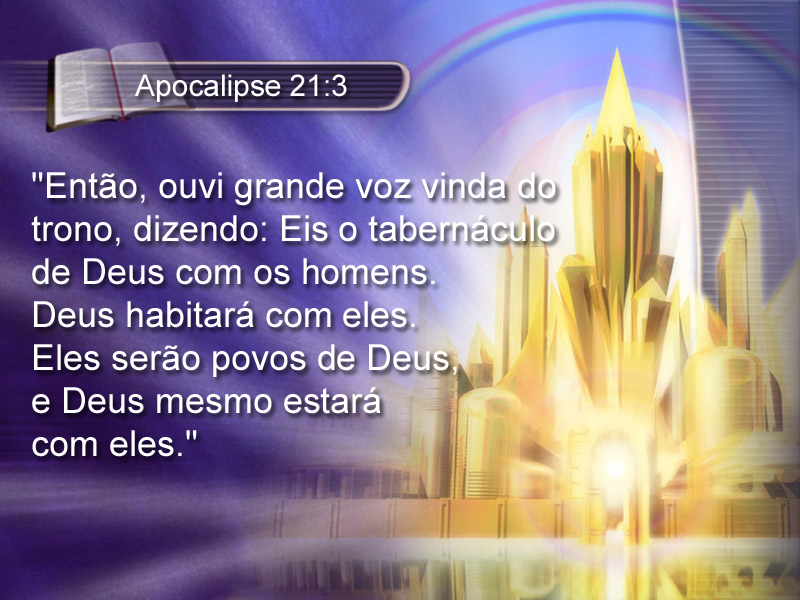 Apocalipse 21:3
"Então, ouvi grande voz vinda do
trono, dizendo: Eis o tabernáculo
de Deus com os homens.
Deus habitará com eles.
Eles serão povos de Deus,
e Deus mesmo estará
com eles."